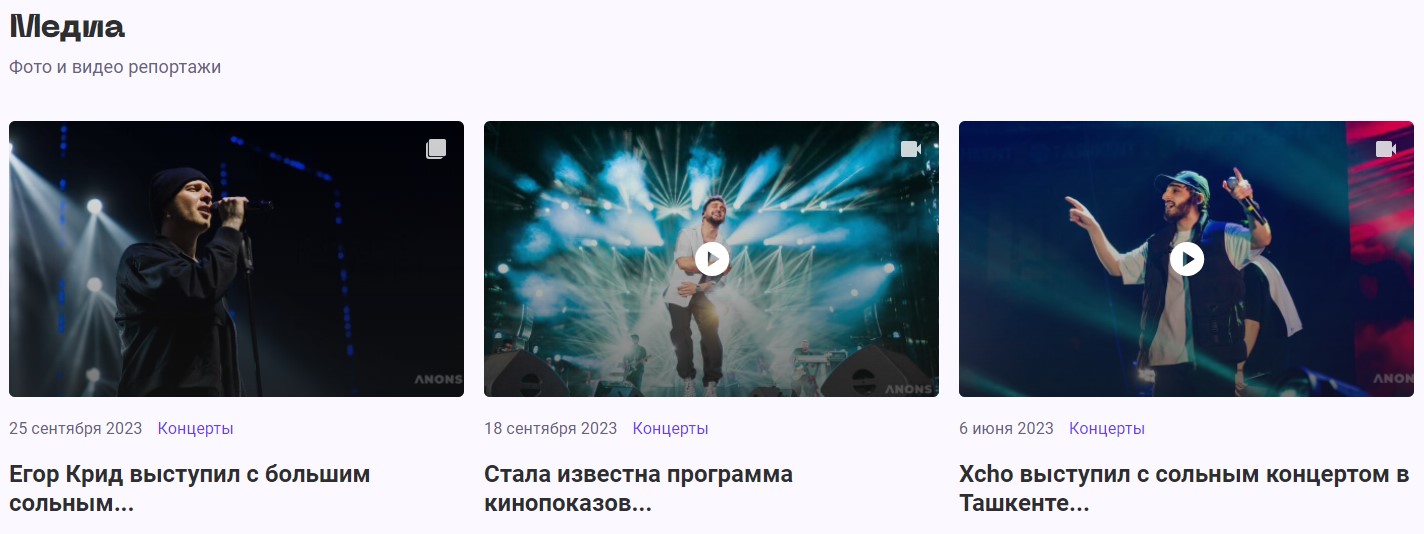 Медиа
Фото и видео репортажи
ANONS
ANONS
ANON
25 сентября 2023 Концерты
18 сентября 2023 Концерты
6 июня 2023 Концерты
Егор Крид выступил с большим
сольным...
Стала известна программа
кинопоказов...
Xcho выступил с сольным концертом в
Ташкенте...